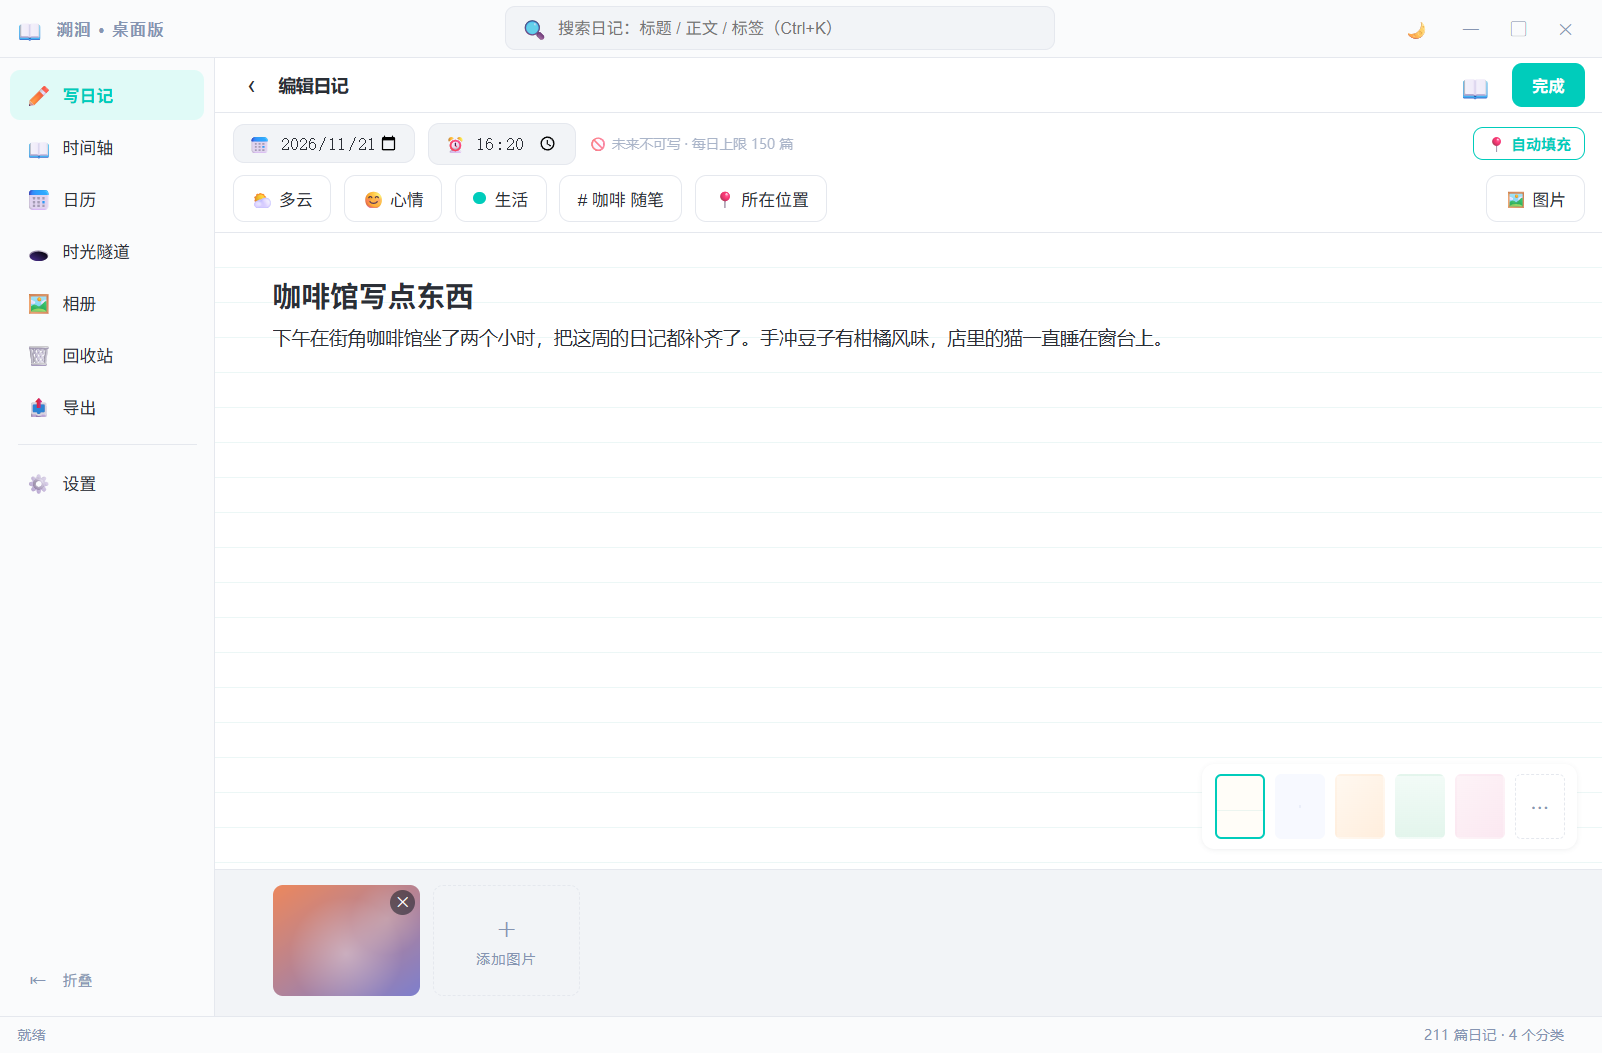 溯洄 • 桌面版
搜索日记：标题 / 正文 / 标签（Ctrl+K）
写日记
时间轴
日历
时光隧道
相册
回收站
导出
设置
折叠
编辑日记
完成
2026/11/21
16:20
未来不可写 · 每日上限 150 篇
自动填充
多云
心情
生活
# 咖啡 随笔
所在位置
图片
咖啡馆写点东西
下午在街角咖啡馆坐了两个小时，把这周的日记都补齐了。手冲豆子有柑橘风味，店里的猫一直睡在窗台上。
···
添加图片
就绪
211 篇日记 · 4 个分类